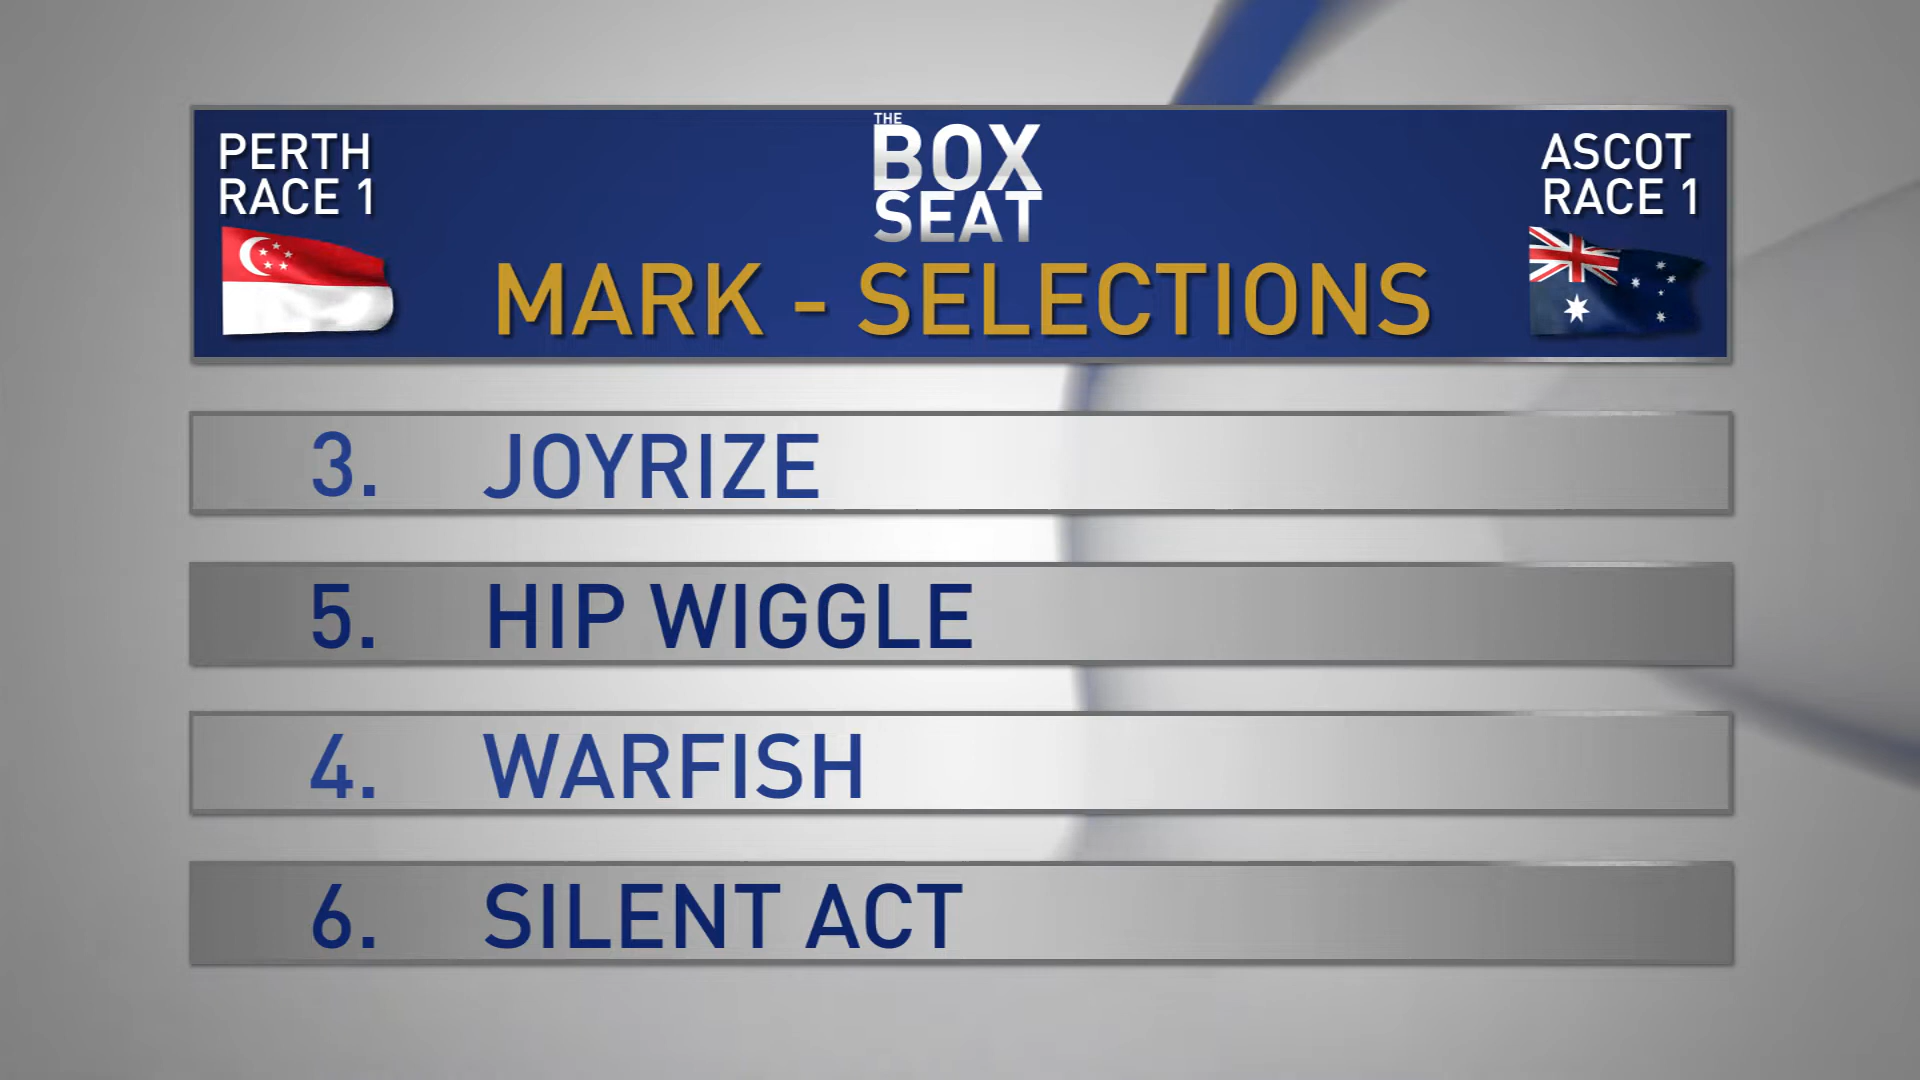 PERTH
RACE 1
THE
BOX
SEAT
ASCOT
RACE 1
MARK - SELECTIONS
3. JOYRIZE
5. HIP WIGGLE
4. WARFISH
6. SILENT ACT